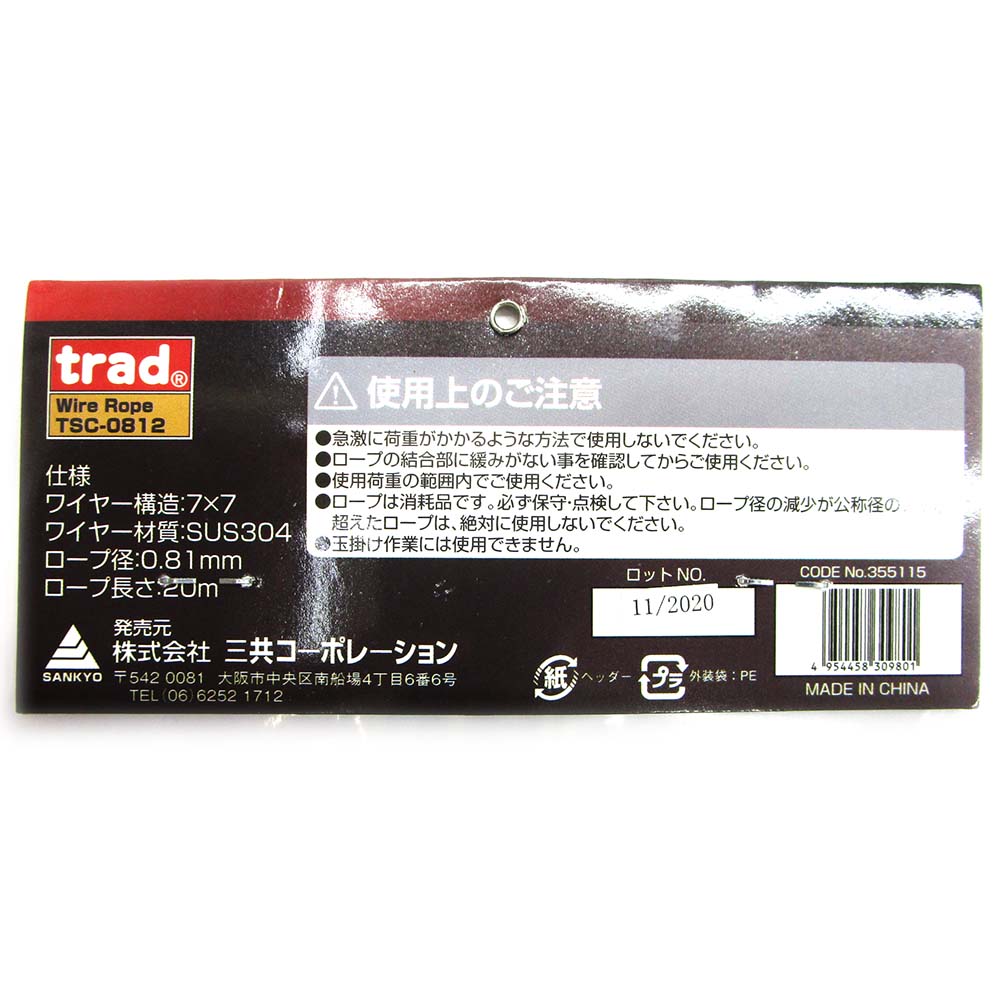 trad®
Wire Rope
TSC-0812
仕様
ワイヤー構造:7×7
ワイヤー材質:SUS304
ロープ径:0.81mm
ロープ長さ:20m
使用上のご注意
●急激に荷重がかかるような方法で使用しないでください。
●ロープの結合部に緩みがない事を確認してからご使用ください。
●使用荷重の範囲内でご使用ください。
●ロープは消耗品です。必ず保守・点検して下さい。ロープ径の減少が公称径の
超えたロープは、絶対に使用しないでください。
●玉掛け作業には使用できません。
ロットNO.
11/2020
CODE No.355115
4 954458 309801
MADE IN CHINA
SANKYO
発売元
株式会社 三共コーポレーション
〒542 0081 大阪市中央区南船場4丁目6番6号
TEL(06)6252 1712
紙 ヘッダー
プラ 外装袋:PE